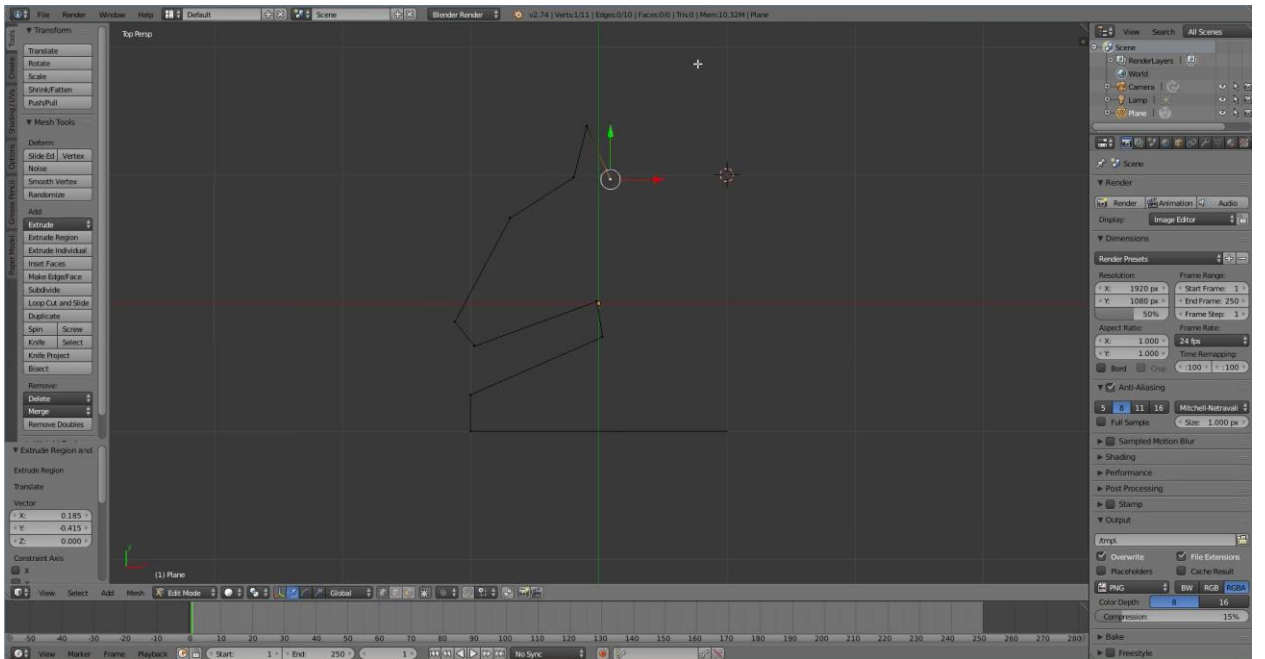 File Render Window Help Default Scene Blender Render v2.74 | Verts:1/11 | Edges:0/10 | Faces:0/0 | Tris:0 | Mem:10.32M | Plane
Tools
Create
Shading / UVs
Options
Grease Pencil
Paper Model
Transform
Translate
Rotate
Scale
Shrink/Fatten
Push/Pull
Mesh Tools
Deform:
Slide Ed Vertex
Noise
Smooth Vertex
Randomize
Add:
Extrude
Extrude Region
Extrude Individual
Inset Faces
Make Edge/Face
Subdivide
Loop Cut and Slide
Duplicate
Spin Screw
Knife Select
Knife Project
Bisect
Remove:
Delete
Merge
Remove Doubles
Extrude Region and
Extrude Region
Translate
Vector
X: 0.185
Y: -0.415
Z: 0.000
Constraint Axis
X
Top Persp
y
(1) Plane
View Select Add Mesh Edit Mode Global
-50 -40 -30 -20 -10 0 10 20 30 40 50 60 70 80 90 100 110 120 130 140 150 160 170 180 190 200 210 220 230 240 250 260 270 280
View Marker Frame Playback Start: 1 End: 250 1 No Sync
View Search All Scenes
Scene
RenderLayers |
World
Camera |
Lamp |
Plane |
Scene
Render
Render Animation Audio
Display: Image Editor
Dimensions
Render Presets
Resolution: Frame Range:
X: 1920 px Start Frame: 1
Y: 1080 px End Frame: 250
50% Frame Step: 1
Aspect Ratio: Frame Rate:
X: 1.000 24 fps
Y: 1.000 Time Remapping:
Bord Crop :100 :100
Anti-Aliasing
5 8 11 16 Mitchell-Netravali
Full Sample Size: 1.000 px
Sampled Motion Blur
Shading
Performance
Post Processing
Stamp
Output
/tmp\
Overwrite File Extensions
Placeholders Cache Result
PNG BW RGB RGBA
Color Depth: 8 16
Compression: 15%
Bake
Freestyle